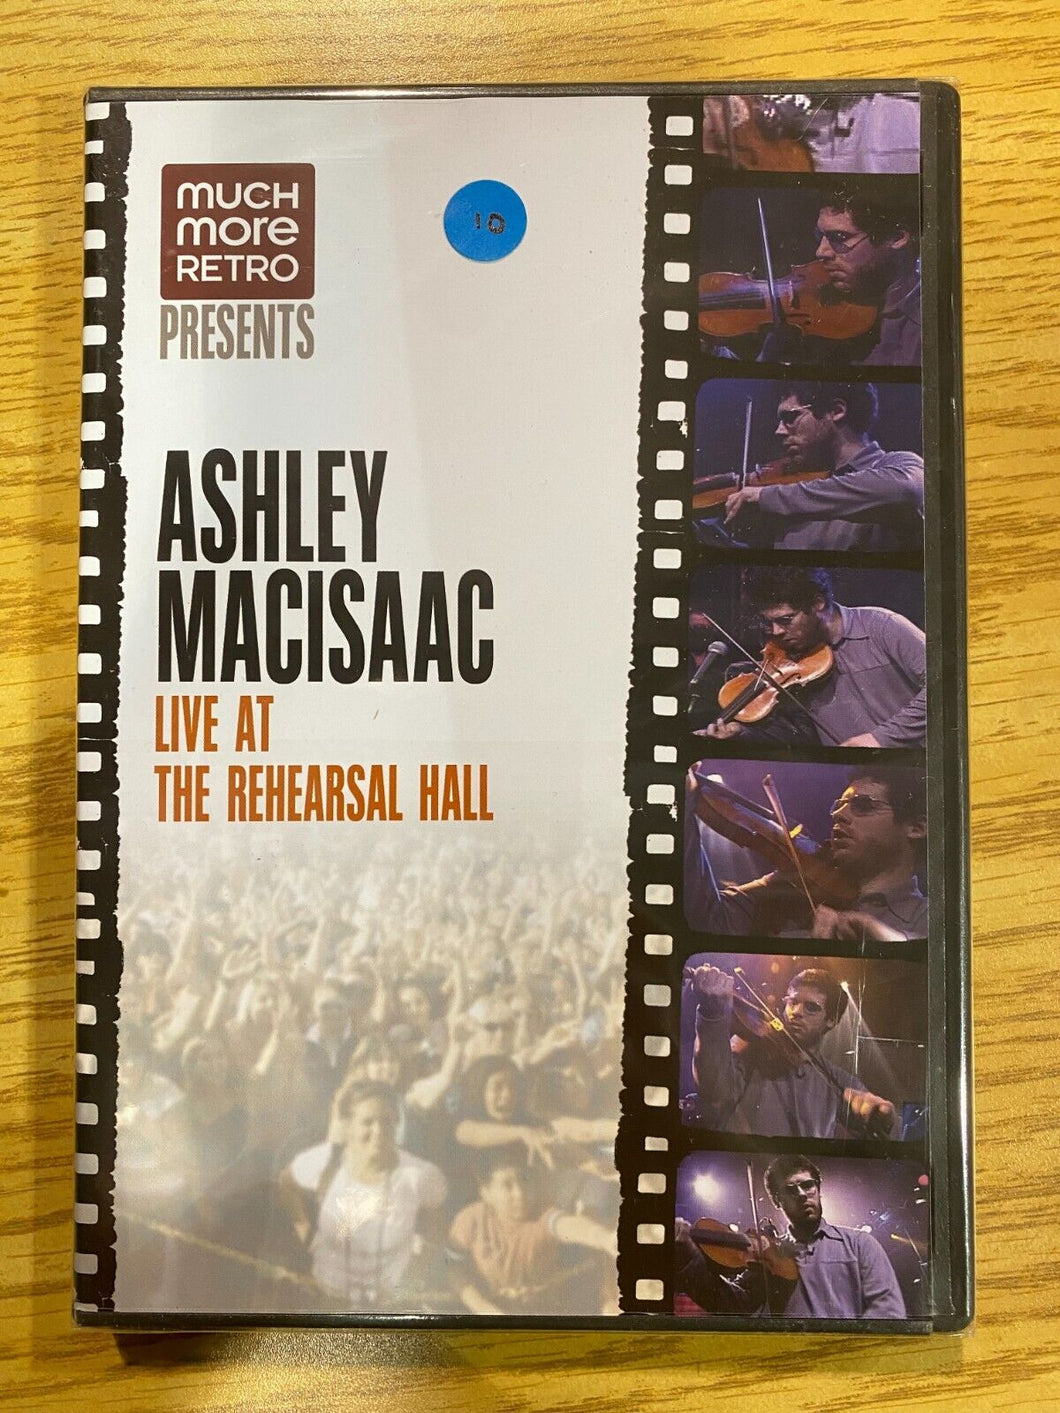 MUCH
MORE
RETRO
PRESENTS
10
ASHLEY
MACISAAC
LIVE AT
THE REHEARSAL HALL